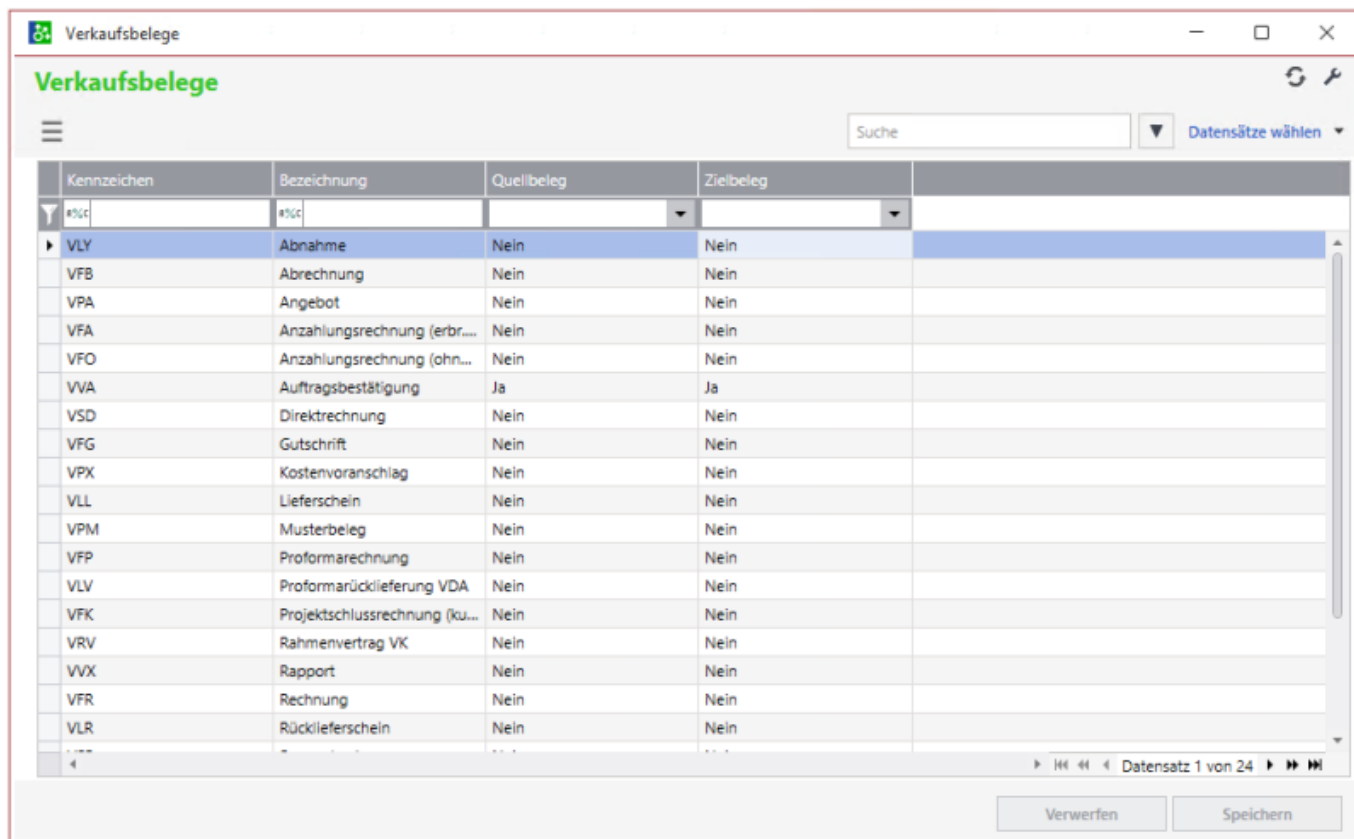 Verkaufsbelege
Verkaufsbelege
Suche Datensätze wählen
Kennzeichen Bezeichnung Quellbeleg Zielbeleg
VLY Abnahme Nein Nein
VFB Abrechnung Nein Nein
VPA Angebot Nein Nein
VFA Anzahlungsrechnung (erbr.... Nein Nein
VFO Anzahlungsrechnung (ohn... Nein Nein
VVA Auftragsbestätigung Ja Ja
VSD Direktrechnung Nein Nein
VFG Gutschrift Nein Nein
VPX Kostenvoranschlag Nein Nein
VLL Lieferschein Nein Nein
VPM Musterbeleg Nein Nein
VFP Proformarechnung Nein Nein
VLV Proformarücklieferung VDA Nein Nein
VFK Projektschlussrechnung (ku... Nein Nein
VRV Rahmenvertrag VK Nein Nein
VVX Rapport Nein Nein
VFR Rechnung Nein Nein
VLR Rücklieferschein Nein Nein
Datensatz 1 von 24
Verwerfen Speichern